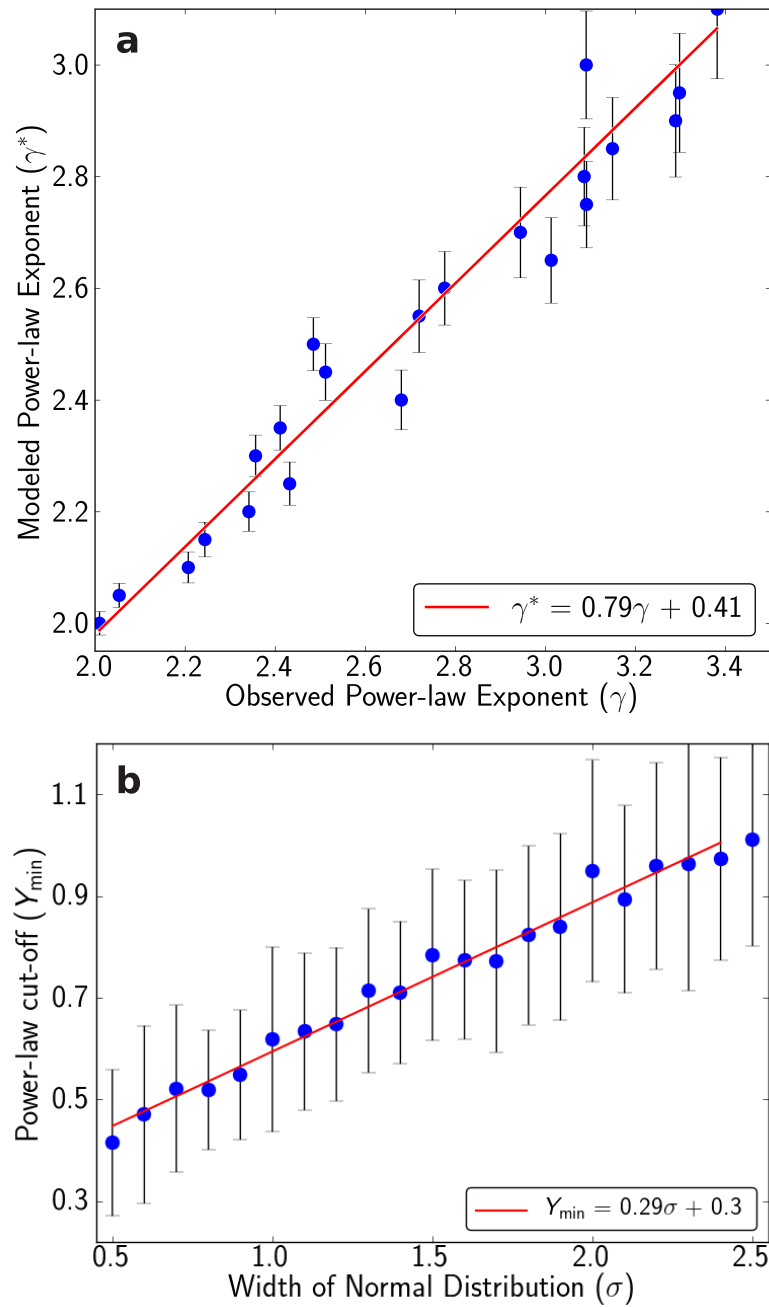 a
3.0
2.8
2.6
2.4
2.2
2.0
Modeled Power-law Exponent (γ*)
γ* = 0.79γ + 0.41
2.0 2.2 2.4 2.6 2.8 3.0 3.2 3.4
Observed Power-law Exponent (γ)
b
1.1
0.9
0.7
0.5
0.3
Power-law cut-off (Y_min)
Y_min = 0.29σ + 0.3
0.5 1.0 1.5 2.0 2.5
Width of Normal Distribution (σ)